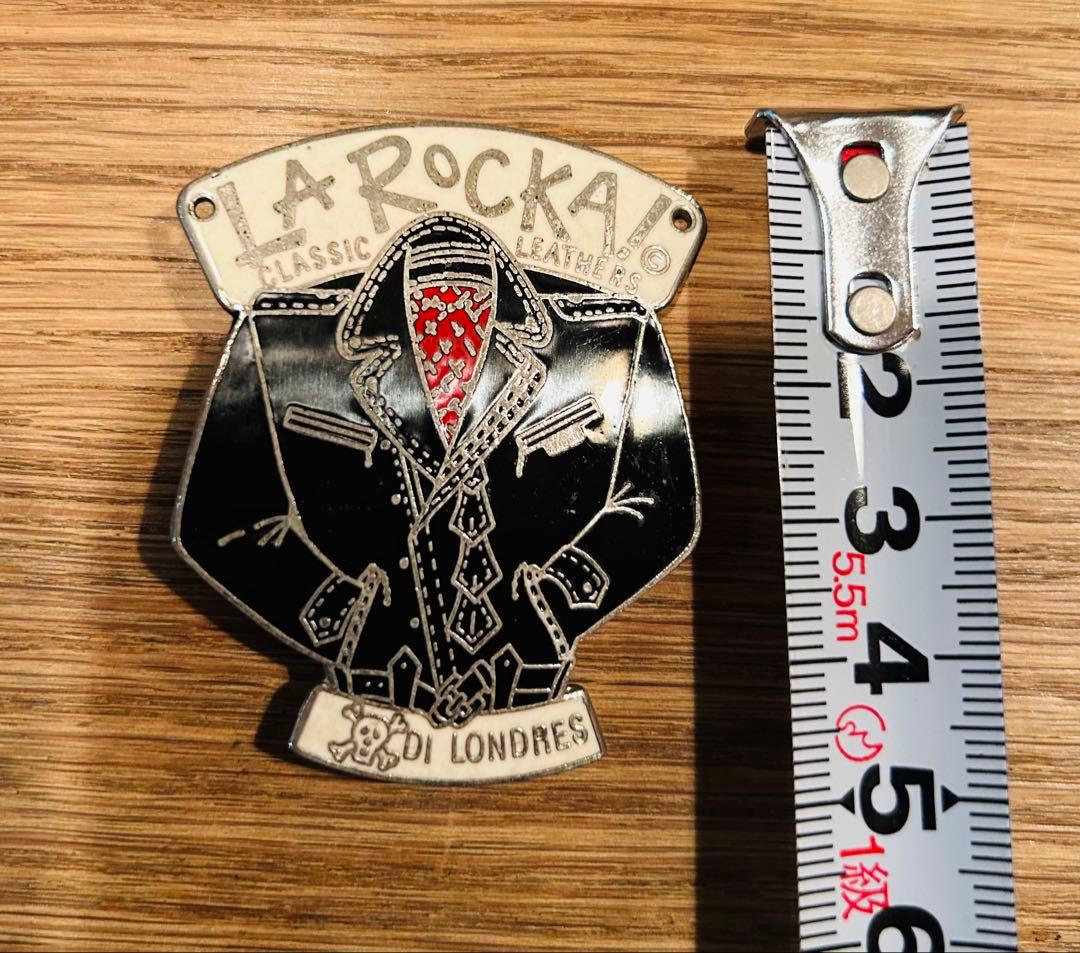 LA ROCKA!©
CLASSIC LEATHERS
DI LONDRES
2
3
5.5m
4
5
1級
6